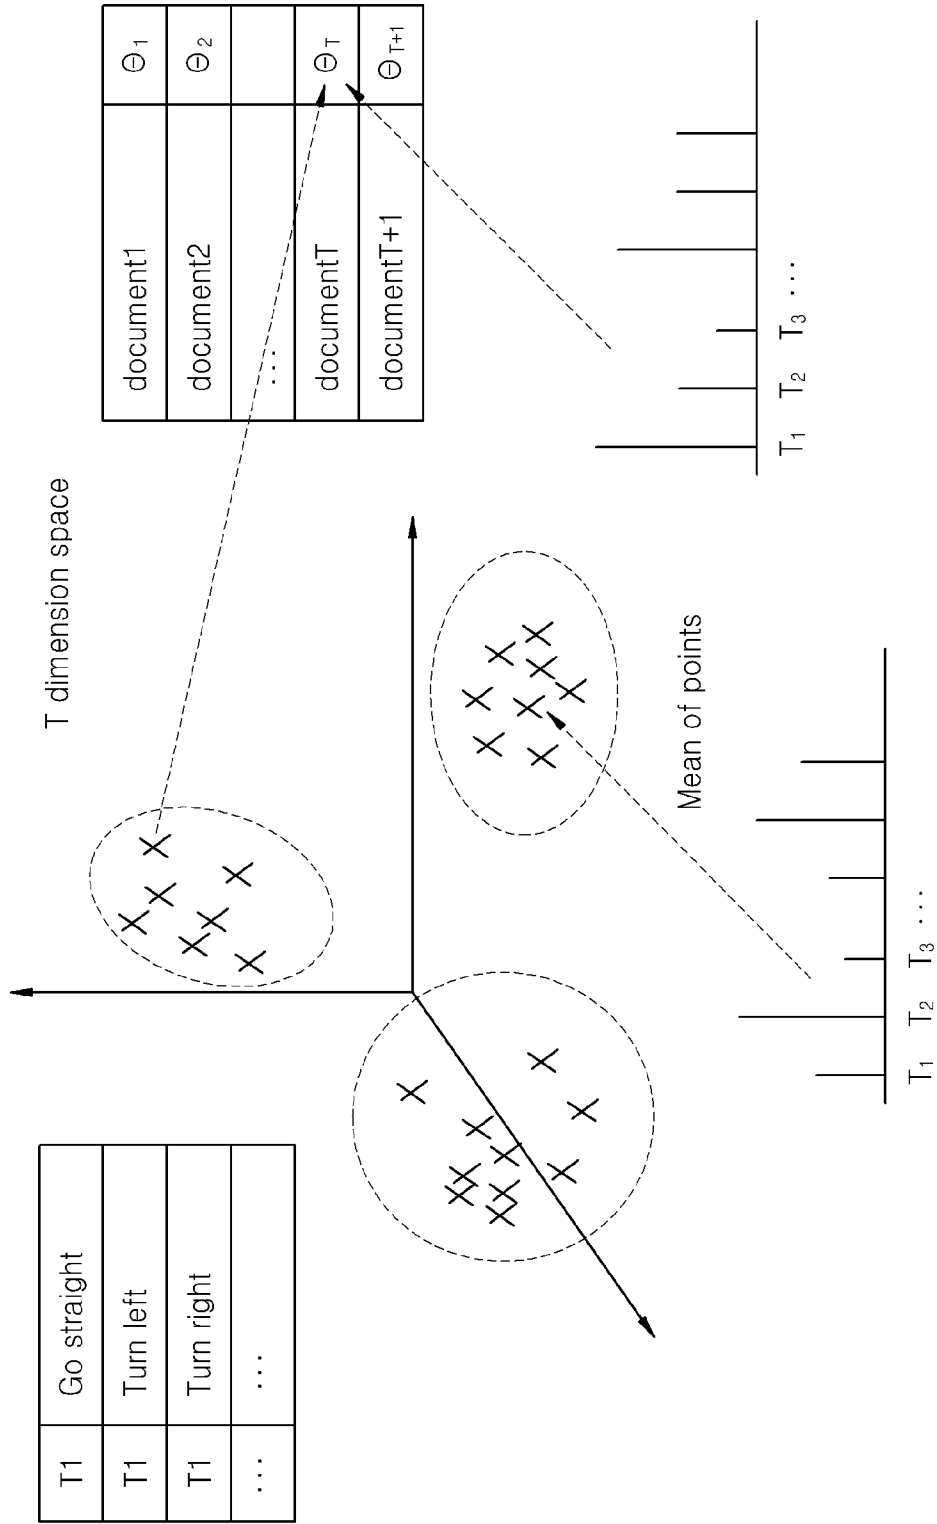 T1 Go straight
T1 Turn left
T1 Turn right
... ...
T dimension space
document1 Θ1
document2 Θ2
...
documentT ΘT
documentT+1 ΘT+1
Mean of points
T1 T2 T3 ...
T1 T2 T3 ...